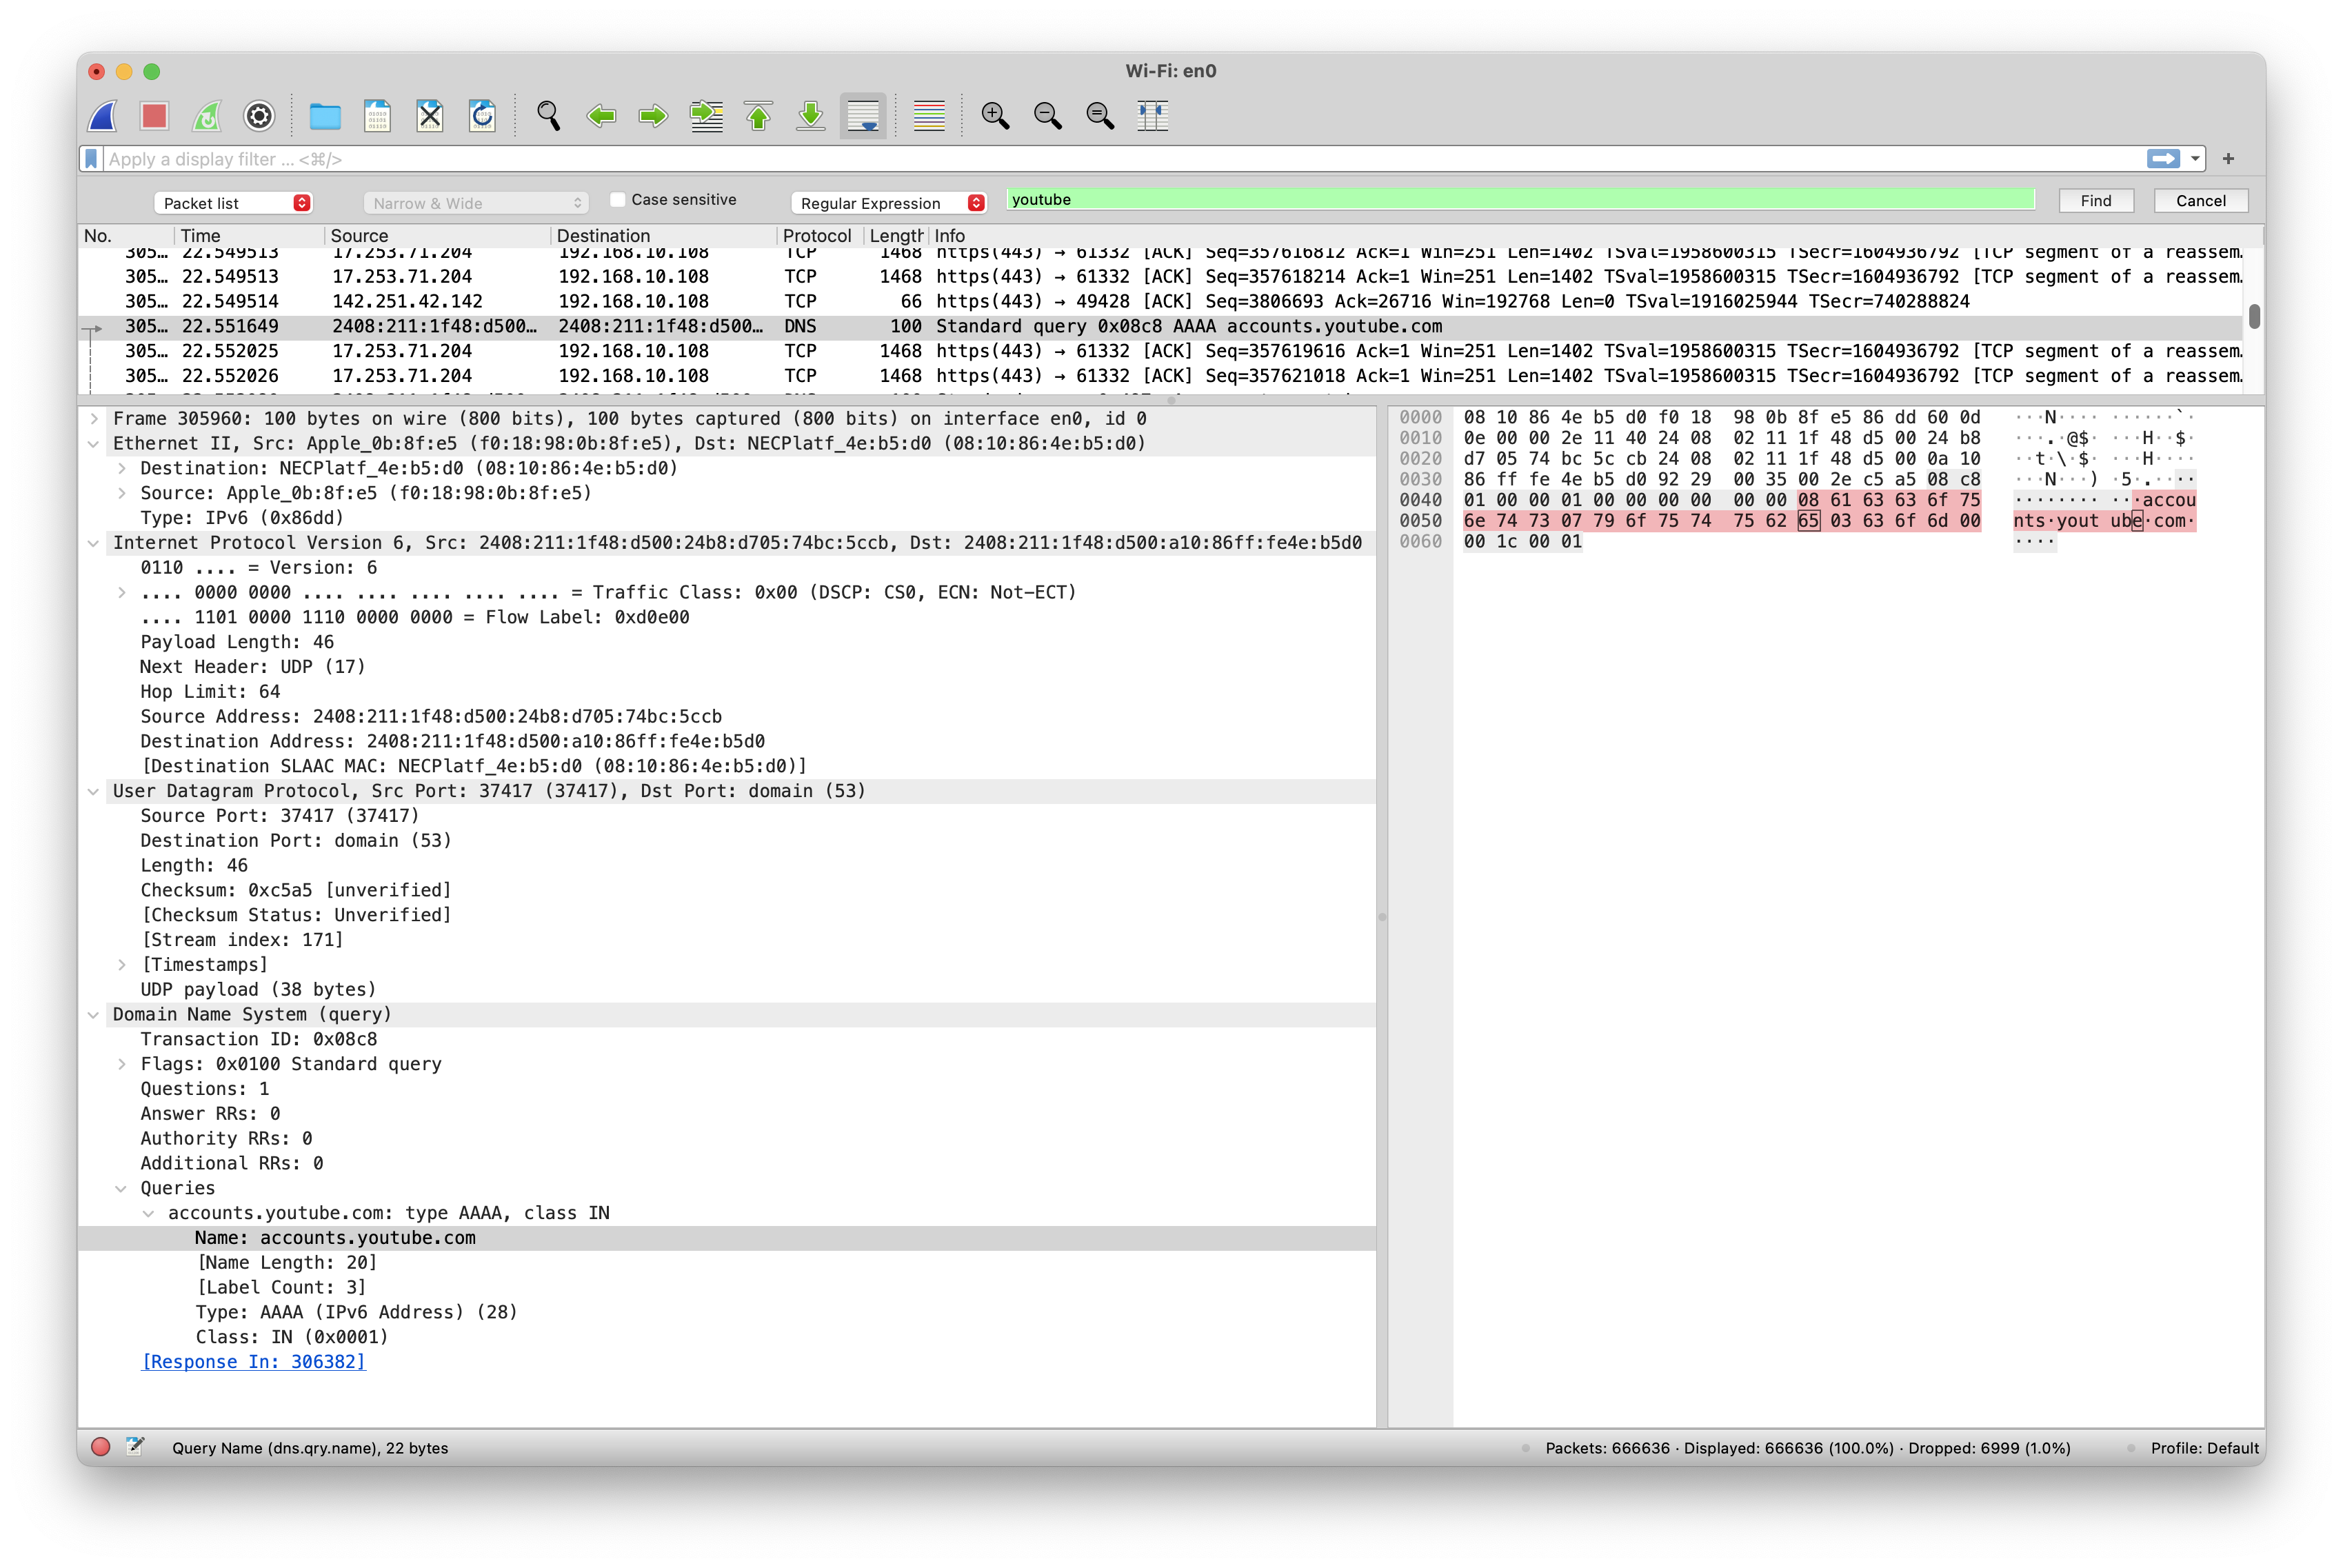 Wi-Fi: en0
Apply a display filter ... <⌘/>
+
Packet list Narrow & Wide Case sensitive Regular Expression youtube Find Cancel
No. Time Source Destination Protocol Length Info
305… 22.549513 17.253.71.204 192.168.10.108 TCP 1468 https(443) → 61332 [ACK] Seq=357616812 Ack=1 Win=251 Len=1402 TSval=1958600315 TSecr=1604936792 [TCP segment of a reassem…
305… 22.549513 17.253.71.204 192.168.10.108 TCP 1468 https(443) → 61332 [ACK] Seq=357618214 Ack=1 Win=251 Len=1402 TSval=1958600315 TSecr=1604936792 [TCP segment of a reassem…
305… 22.549514 142.251.42.142 192.168.10.108 TCP 66 https(443) → 49428 [ACK] Seq=3806693 Ack=26716 Win=192768 Len=0 TSval=1916025944 TSecr=740288824
305… 22.551649 2408:211:1f48:d500… 2408:211:1f48:d500… DNS 100 Standard query 0x08c8 AAAA accounts.youtube.com
305… 22.552025 17.253.71.204 192.168.10.108 TCP 1468 https(443) → 61332 [ACK] Seq=357619616 Ack=1 Win=251 Len=1402 TSval=1958600315 TSecr=1604936792 [TCP segment of a reassem…
305… 22.552026 17.253.71.204 192.168.10.108 TCP 1468 https(443) → 61332 [ACK] Seq=357621018 Ack=1 Win=251 Len=1402 TSval=1958600315 TSecr=1604936792 [TCP segment of a reassem…
Frame 305960: 100 bytes on wire (800 bits), 100 bytes captured (800 bits) on interface en0, id 0
Ethernet II, Src: Apple_0b:8f:e5 (f0:18:98:0b:8f:e5), Dst: NECPlatf_4e:b5:d0 (08:10:86:4e:b5:d0)
Destination: NECPlatf_4e:b5:d0 (08:10:86:4e:b5:d0)
Source: Apple_0b:8f:e5 (f0:18:98:0b:8f:e5)
Type: IPv6 (0x86dd)
Internet Protocol Version 6, Src: 2408:211:1f48:d500:24b8:d705:74bc:5ccb, Dst: 2408:211:1f48:d500:a10:86ff:fe4e:b5d0
0110 .... = Version: 6
.... 0000 0000 .... .... .... .... .... = Traffic Class: 0x00 (DSCP: CS0, ECN: Not-ECT)
.... 1101 0000 1110 0000 0000 = Flow Label: 0xd0e00
Payload Length: 46
Next Header: UDP (17)
Hop Limit: 64
Source Address: 2408:211:1f48:d500:24b8:d705:74bc:5ccb
Destination Address: 2408:211:1f48:d500:a10:86ff:fe4e:b5d0
[Destination SLAAC MAC: NECPlatf_4e:b5:d0 (08:10:86:4e:b5:d0)]
User Datagram Protocol, Src Port: 37417 (37417), Dst Port: domain (53)
Source Port: 37417 (37417)
Destination Port: domain (53)
Length: 46
Checksum: 0xc5a5 [unverified]
[Checksum Status: Unverified]
[Stream index: 171]
[Timestamps]
UDP payload (38 bytes)
Domain Name System (query)
Transaction ID: 0x08c8
Flags: 0x0100 Standard query
Questions: 1
Answer RRs: 0
Authority RRs: 0
Additional RRs: 0
Queries
accounts.youtube.com: type AAAA, class IN
Name: accounts.youtube.com
[Name Length: 20]
[Label Count: 3]
Type: AAAA (IPv6 Address) (28)
Class: IN (0x0001)
[Response In: 306382]
0000 08 10 86 4e b5 d0 f0 18 98 0b 8f e5 86 dd 60 0d ···N···· ······`·
0010 0e 00 00 2e 11 40 24 08 02 11 1f 48 d5 00 24 b8 ···.·@$· ···H··$·
0020 d7 05 74 bc 5c cb 24 08 02 11 1f 48 d5 00 0a 10 ··t·\·$· ···H····
0030 86 ff fe 4e b5 d0 92 29 00 35 00 2e c5 a5 08 c8 ···N···) ·5·.····
0040 01 00 00 01 00 00 00 00 00 00 08 61 63 63 6f 75 ········ ···accou
0050 6e 74 73 07 79 6f 75 74 75 62 65 03 63 6f 6d 00 nts·yout ube·com·
0060 00 1c 00 01 ····
Query Name (dns.qry.name), 22 bytes Packets: 666636 · Displayed: 666636 (100.0%) · Dropped: 6999 (1.0%) Profile: Default